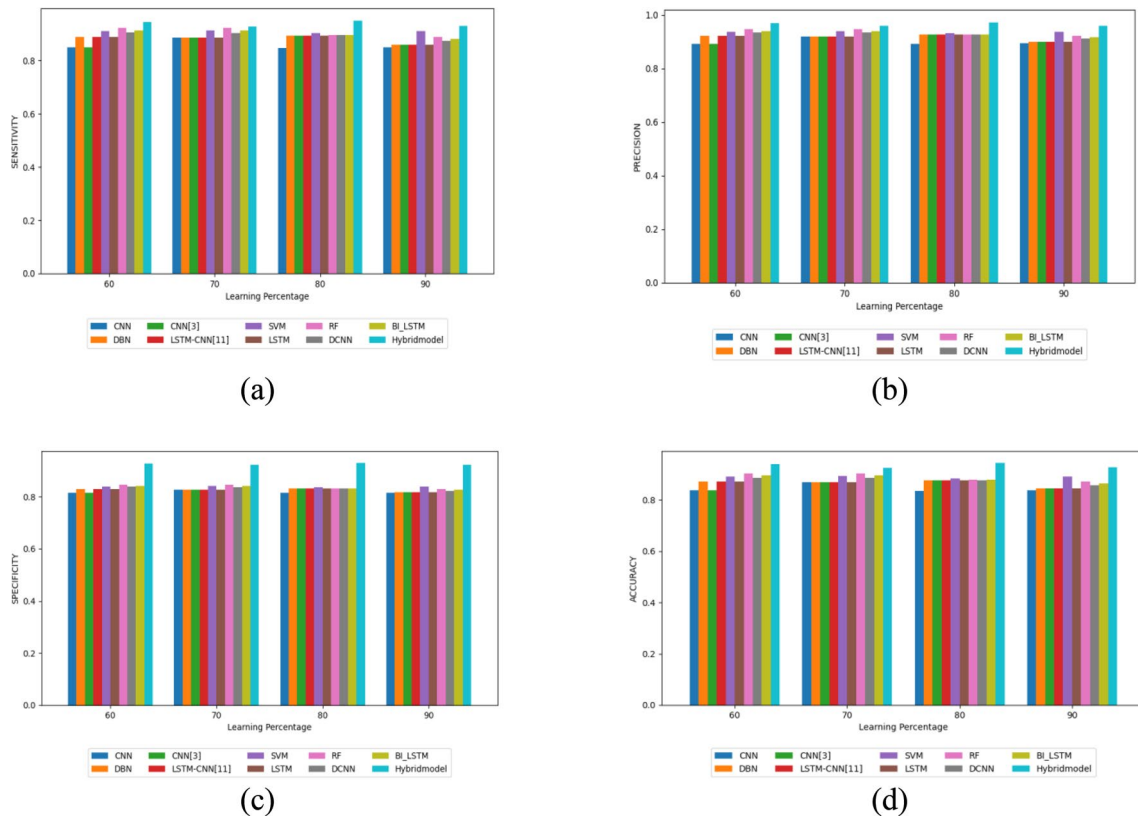 0.8
0.6
0.4
0.2
0.0
SENSITIVITY
60 70 80 90
Learning Percentage
CNN CNN[3] SVM RF BI_LSTM
DBN LSTM-CNN[11] LSTM DCNN Hybridmodel
(a)
1.0
0.8
0.6
0.4
0.2
0.0
PRECISION
60 70 80 90
Learning Percentage
CNN CNN[3] SVM RF BI_LSTM
DBN LSTM-CNN[11] LSTM DCNN Hybridmodel
(b)
0.8
0.6
0.4
0.2
0.0
SPECIFICITY
60 70 80 90
Learning Percentage
CNN CNN[3] SVM RF BI_LSTM
DBN LSTM-CNN[11] LSTM DCNN Hybridmodel
(c)
0.8
0.6
0.4
0.2
0.0
ACCURACY
60 70 80 90
Learning Percentage
CNN CNN[3] SVM RF BI_LSTM
DBN LSTM-CNN[11] LSTM DCNN Hybridmodel
(d)